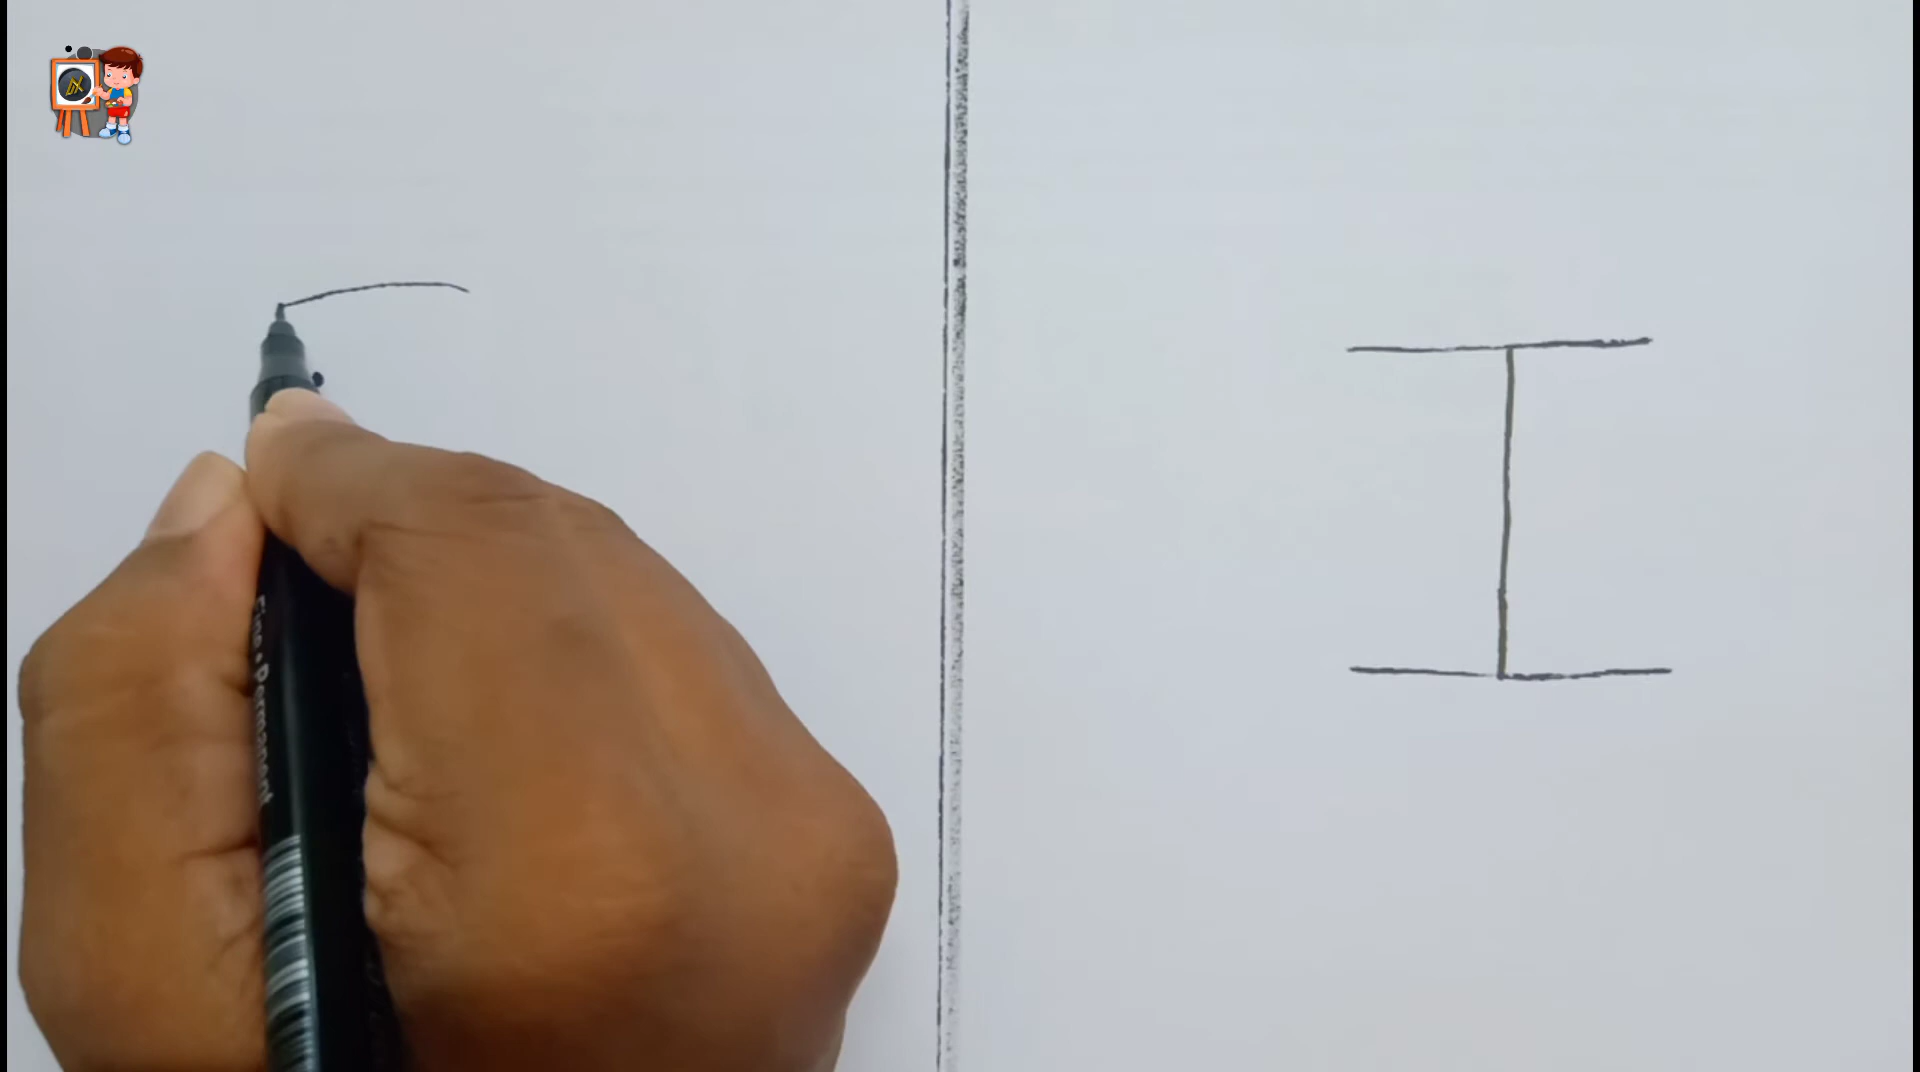 I
Fine • Permanent